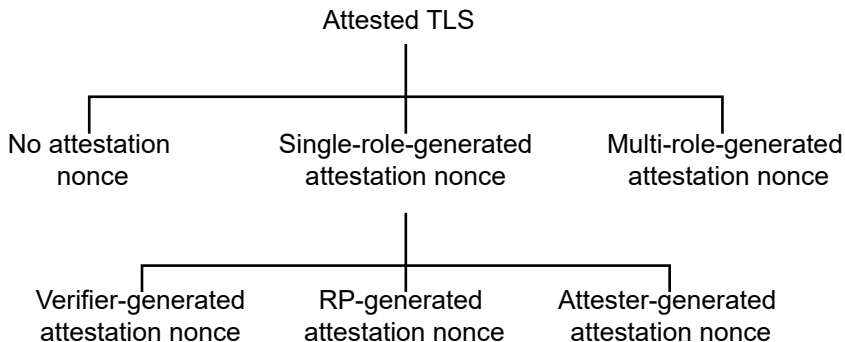 Attested TLS
No attestation
nonce
Single-role-generated
attestation nonce
Multi-role-generated
attestation nonce
Verifier-generated
attestation nonce
RP-generated
attestation nonce
Attester-generated
attestation nonce